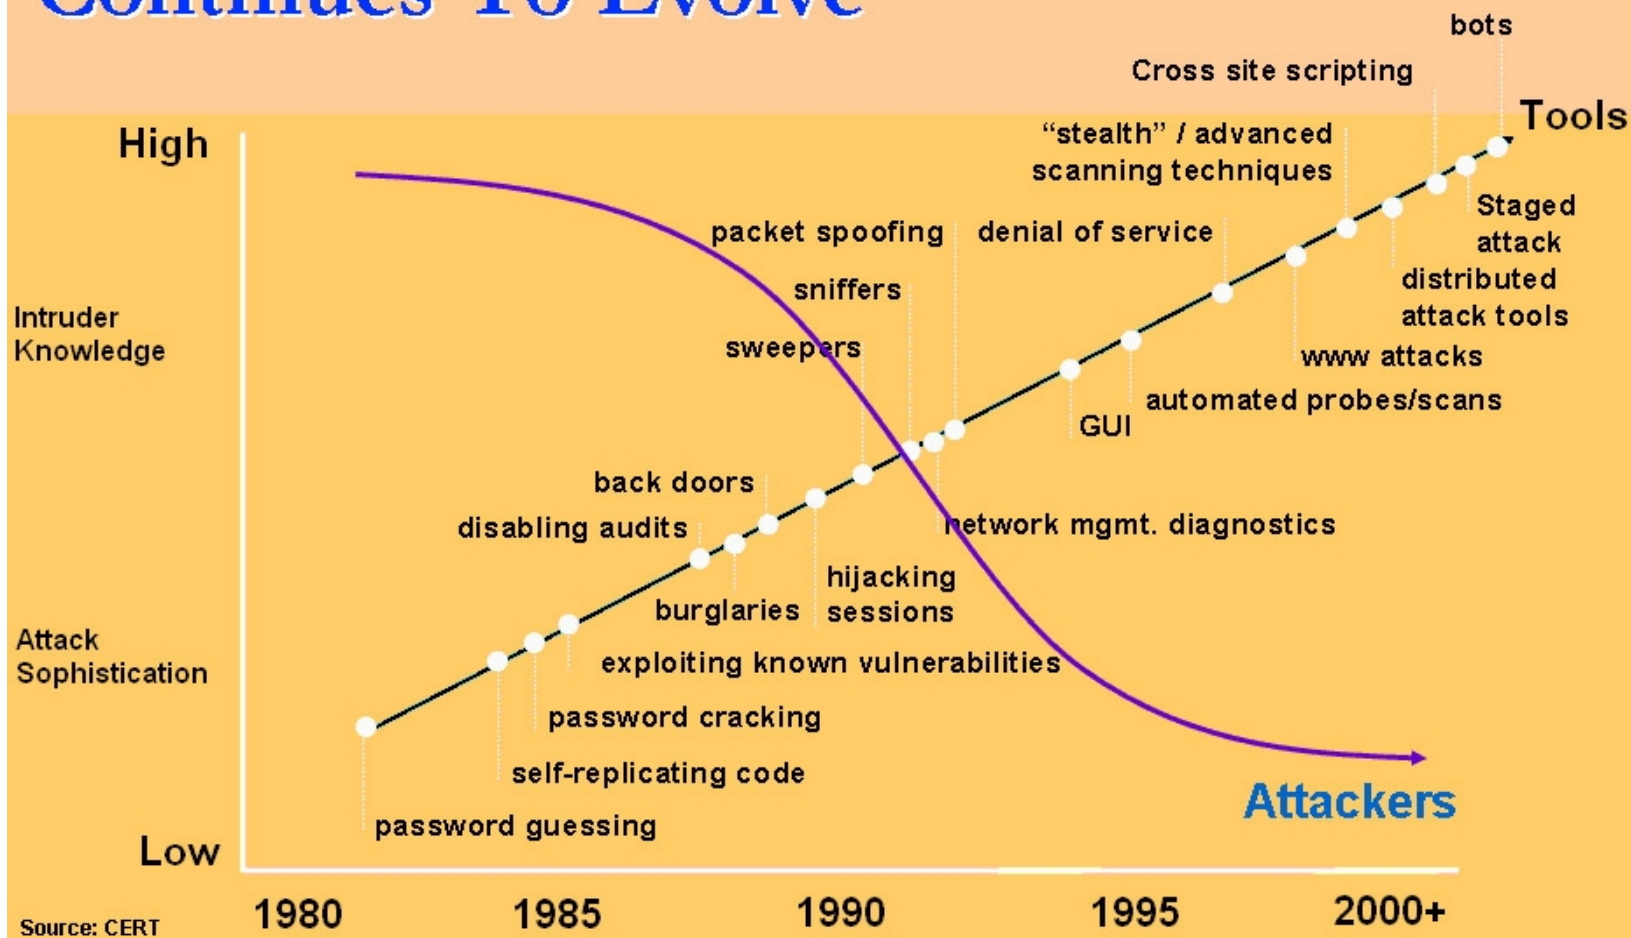 Continues To Evolve
bots
Cross site scripting
Tools
High
“stealth” / advanced
scanning techniques
Staged
attack
packet spoofing
denial of service
distributed
attack tools
sniffers
Intruder
Knowledge
sweepers
www attacks
automated probes/scans
GUI
back doors
disabling audits
network mgmt. diagnostics
hijacking
sessions
burglaries
Attack
Sophistication
exploiting known vulnerabilities
password cracking
self-replicating code
Attackers
password guessing
Low
1980
1985
1990
1995
2000+
Source: CERT